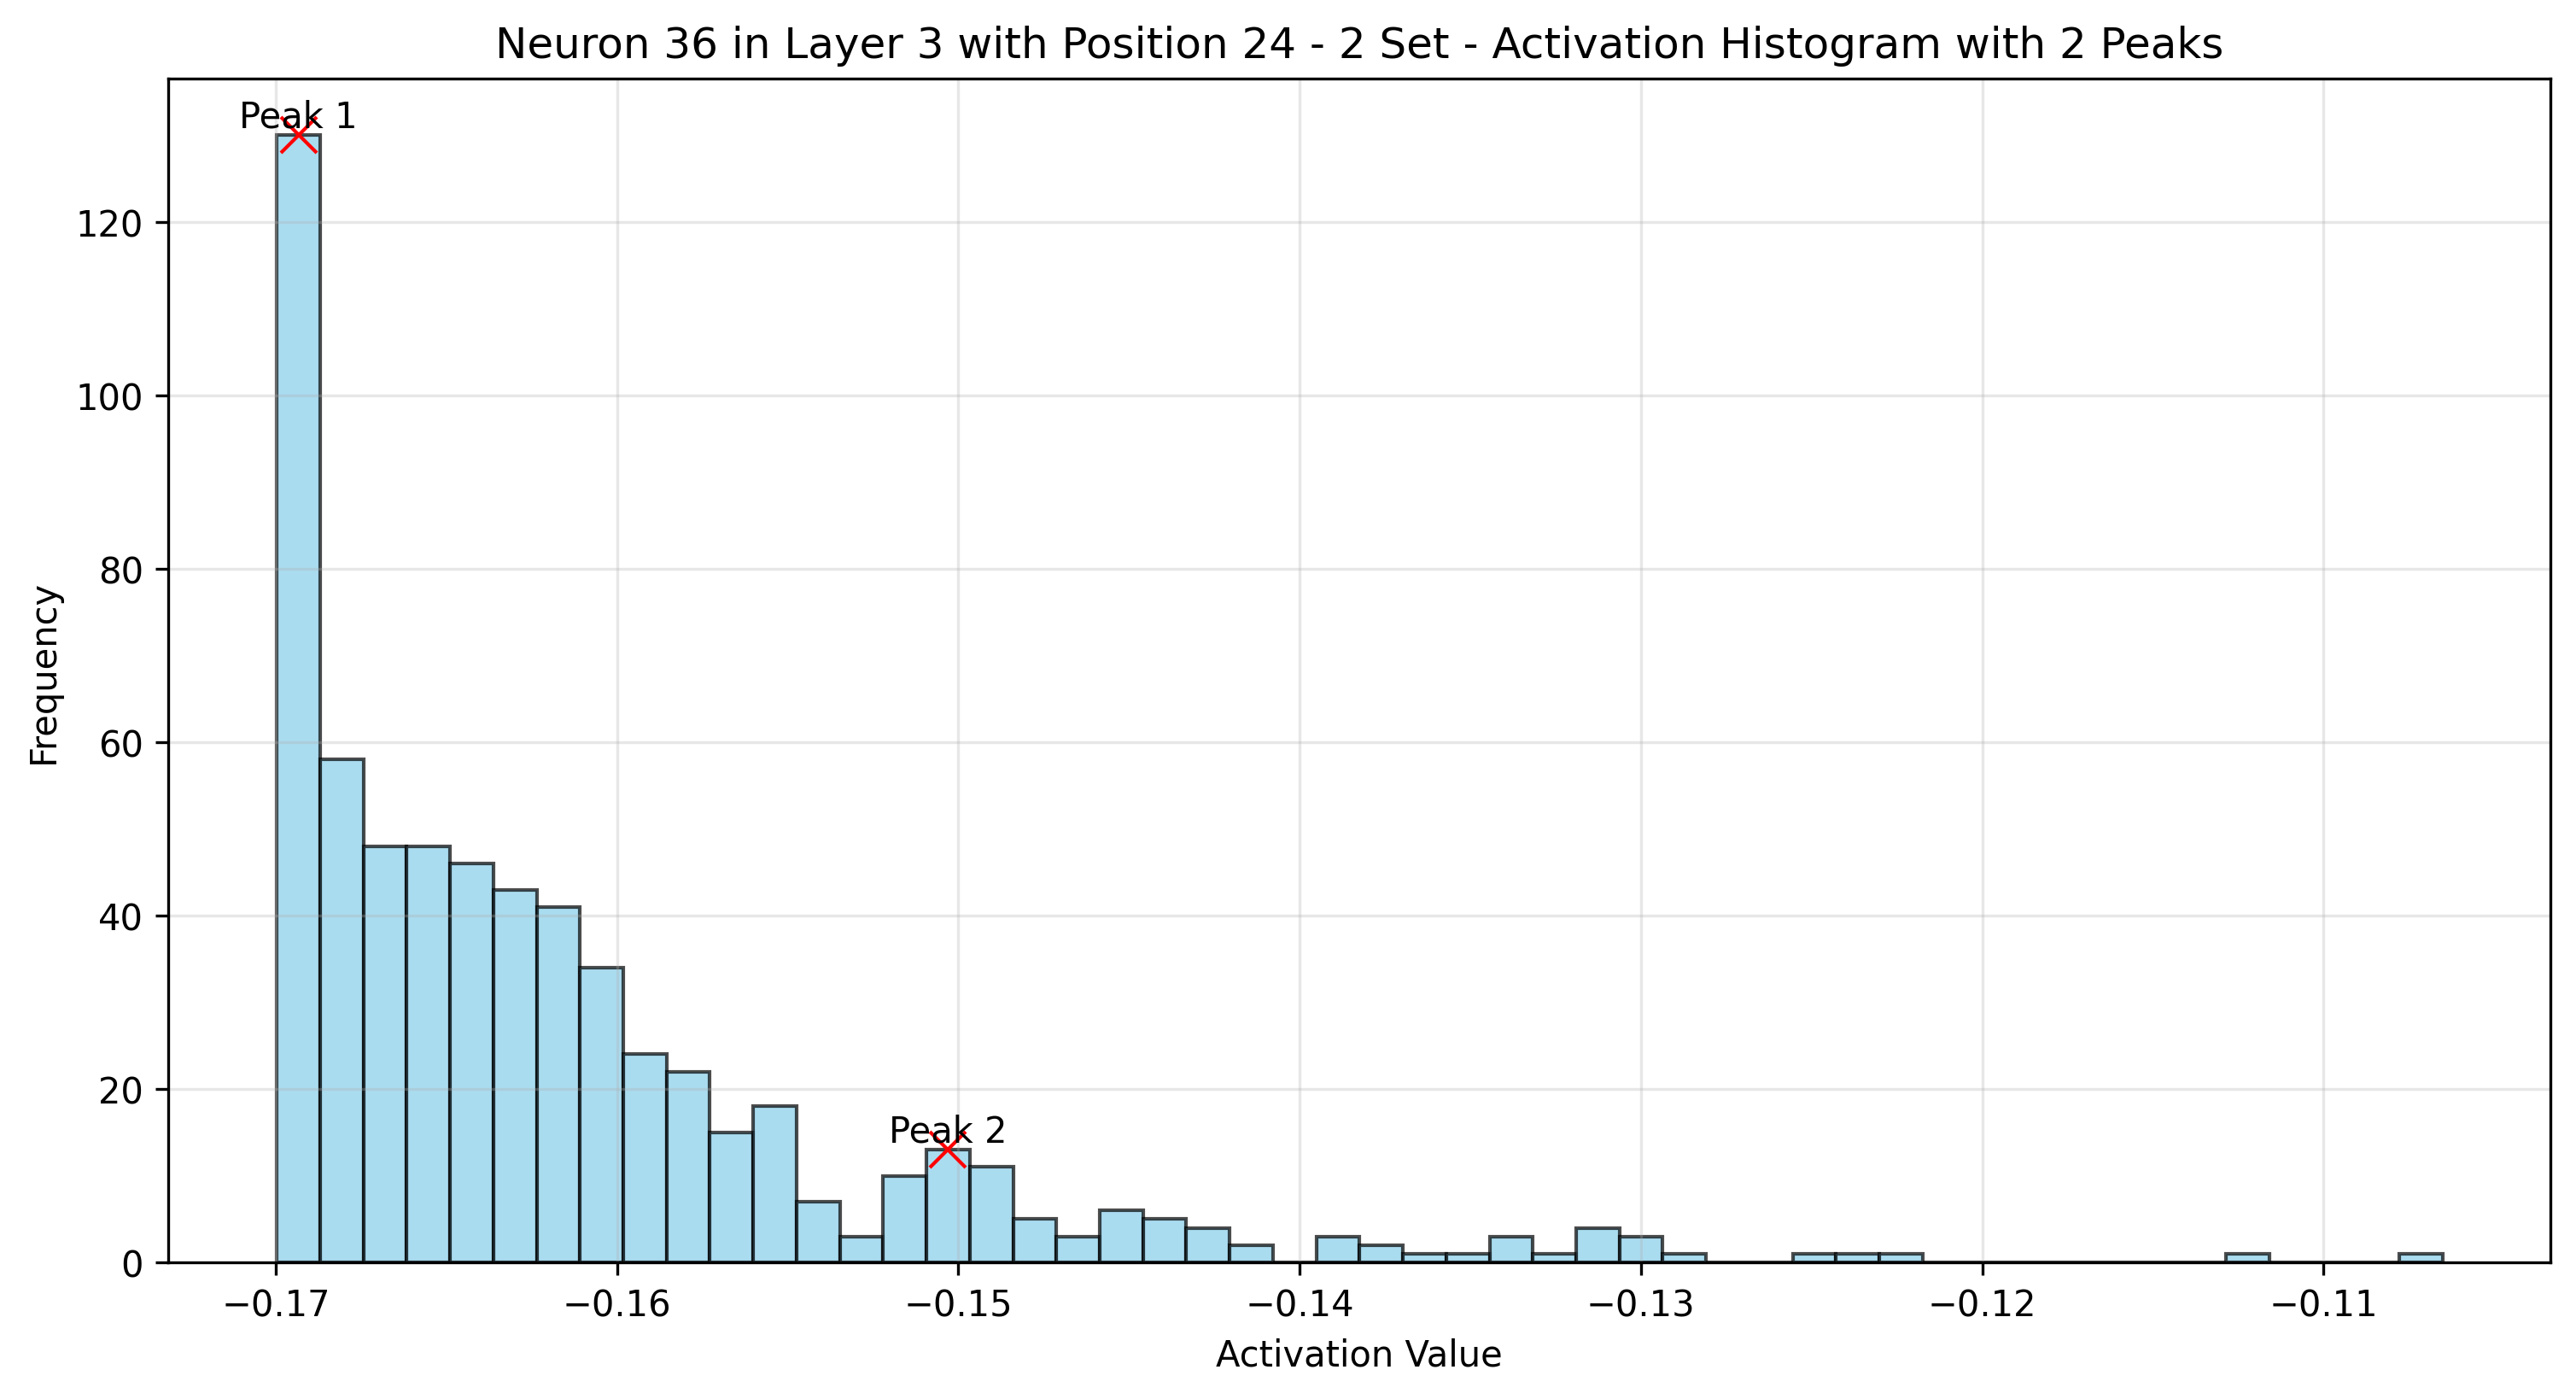 Neuron 36 in Layer 3 with Position 24 - 2 Set - Activation Histogram with 2 Peaks
Peak 1
120
100
80
60
40
20
0
Frequency
Peak 2
−0.17 −0.16 −0.15 −0.14 −0.13 −0.12 −0.11
Activation Value